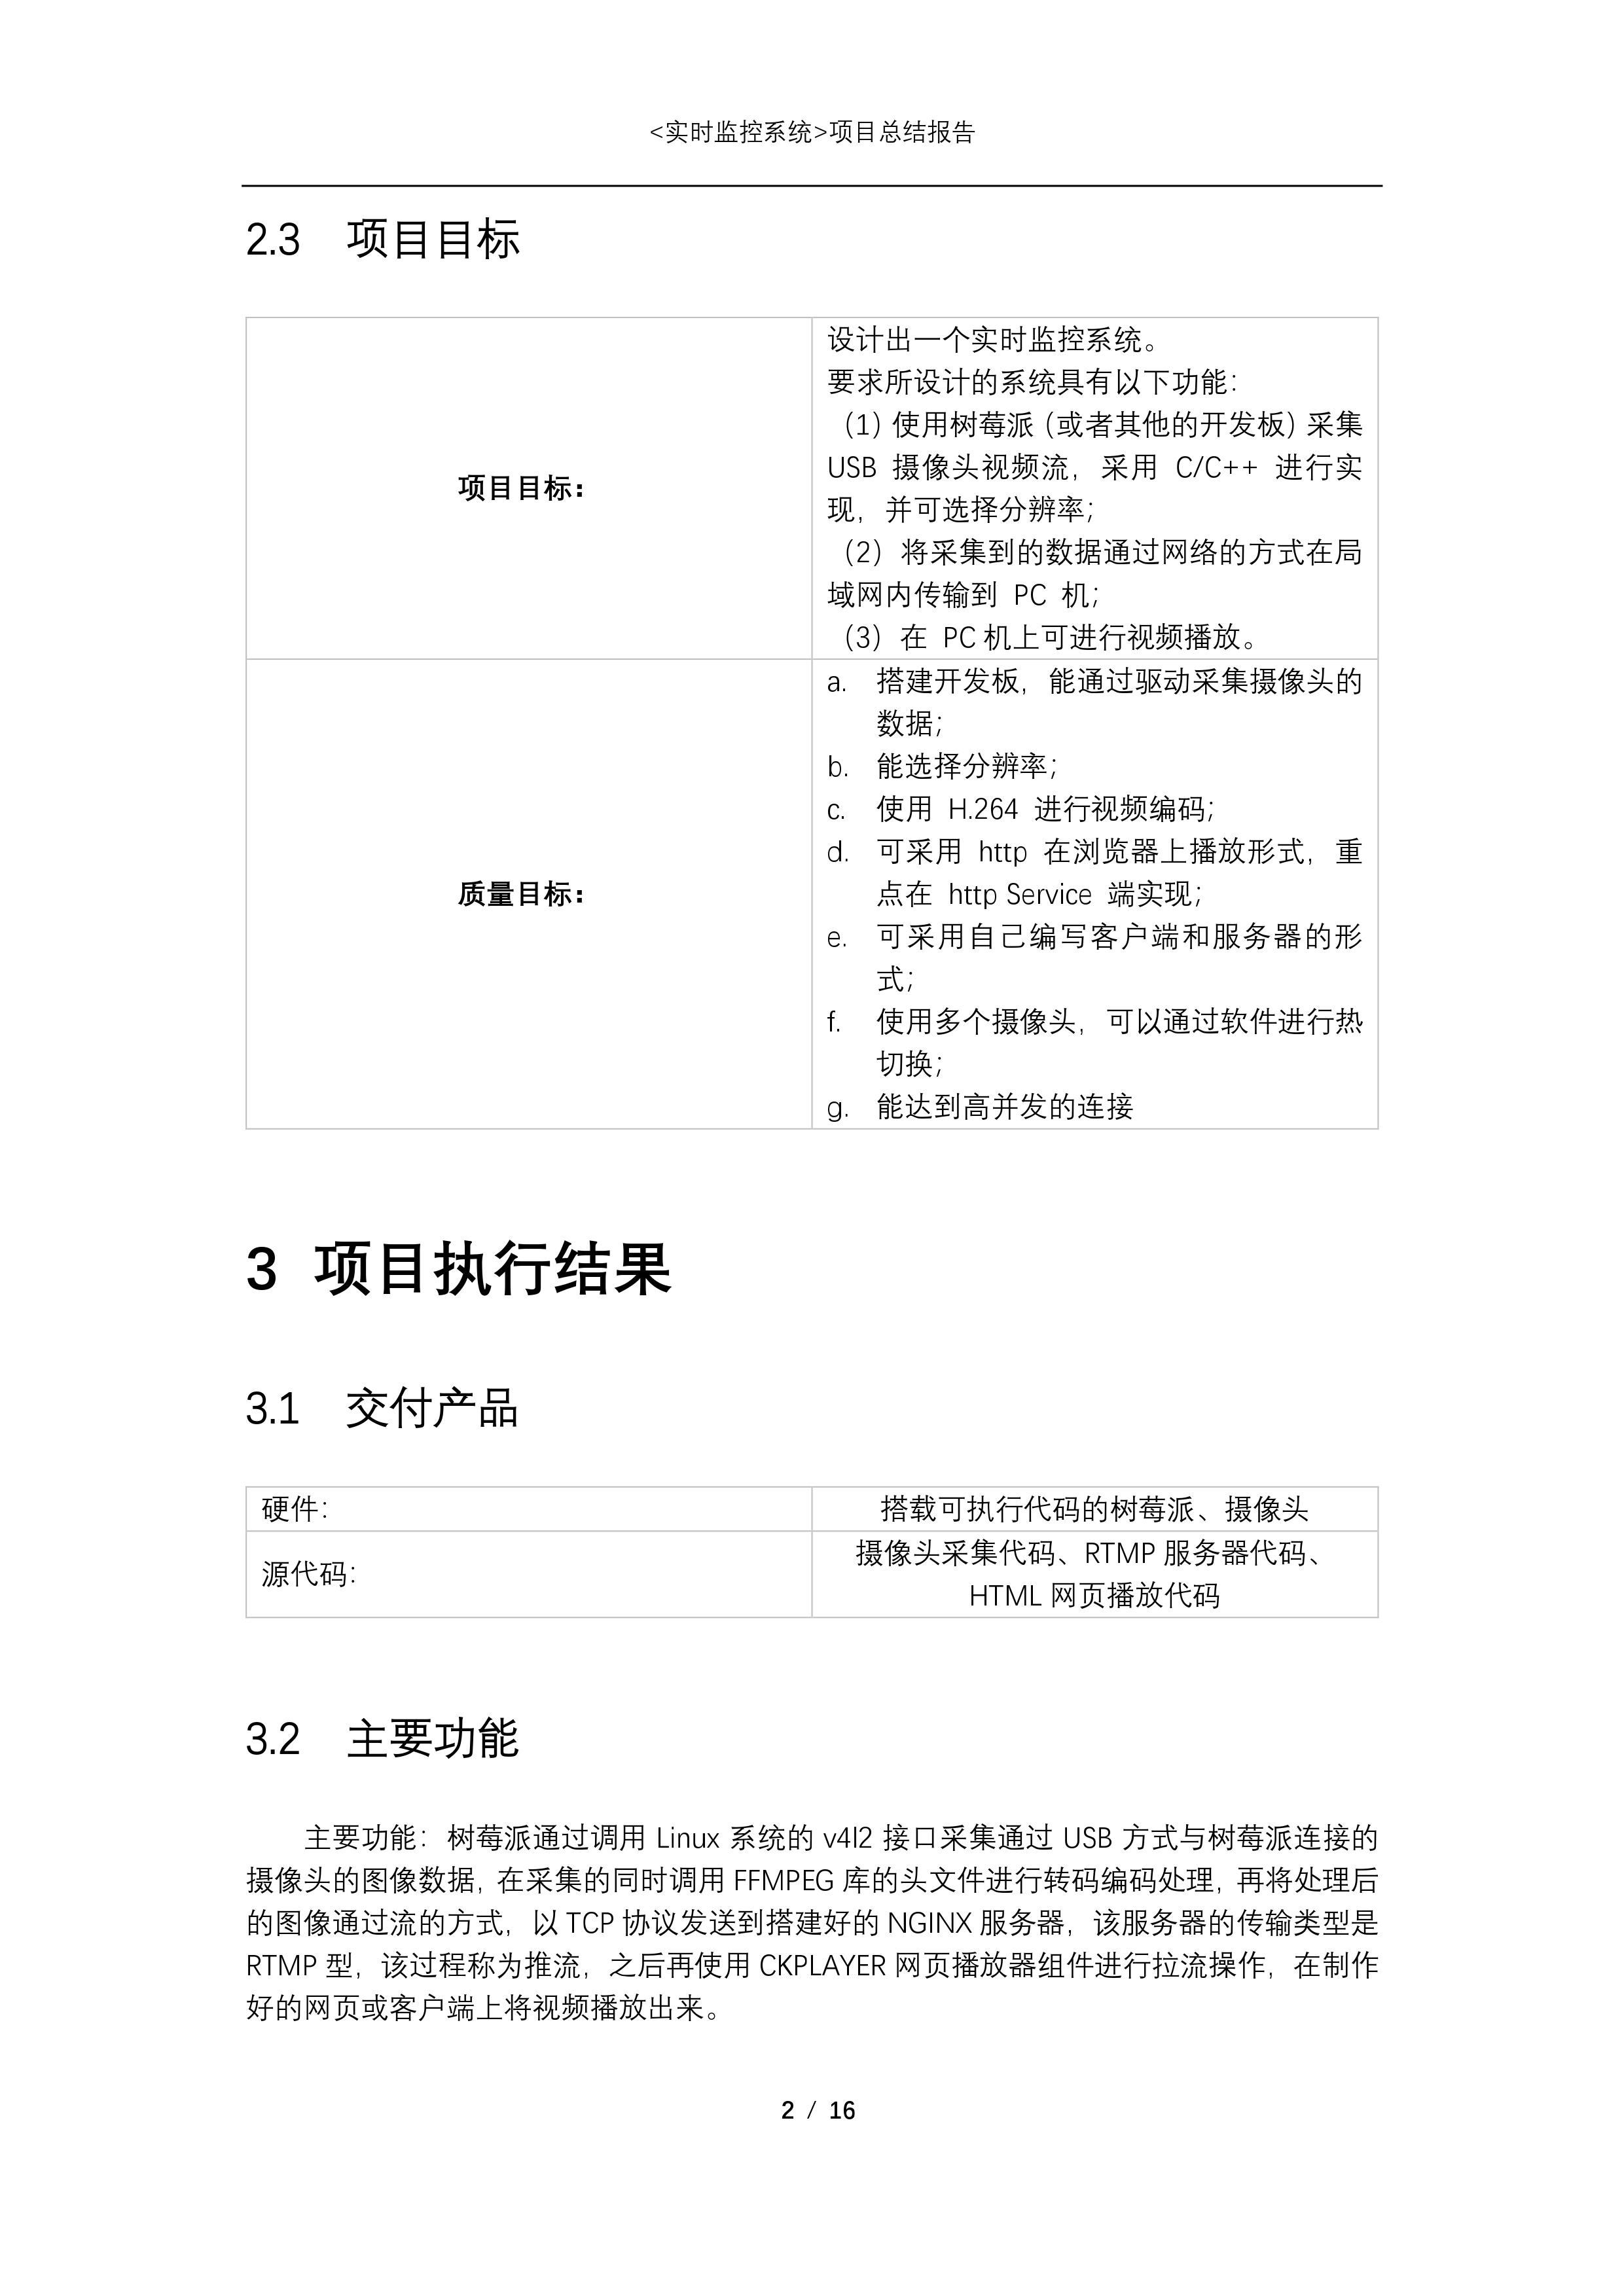 <实时监控系统>项目总结报告
2.3 项目目标
项目目标：
设计出一个实时监控系统。
要求所设计的系统具有以下功能：
（1）使用树莓派（或者其他的开发板）采集
USB 摄像头视频流，采用 C/C++ 进行实
现，并可选择分辨率；
（2）将采集到的数据通过网络的方式在局
域网内传输到 PC 机；
（3）在 PC 机上可进行视频播放。
质量目标：
a. 搭建开发板，能通过驱动采集摄像头的
数据；
b. 能选择分辨率；
c. 使用 H.264 进行视频编码；
d. 可采用 http 在浏览器上播放形式，重
点在 http Service 端实现；
e. 可采用自己编写客户端和服务器的形
式；
f. 使用多个摄像头，可以通过软件进行热
切换；
g. 能达到高并发的连接
3 项目执行结果
3.1 交付产品
硬件： 搭载可执行代码的树莓派、摄像头
源代码：
摄像头采集代码、RTMP 服务器代码、
HTML 网页播放代码
3.2 主要功能
主要功能：树莓派通过调用 Linux 系统的 v4l2 接口采集通过 USB 方式与树莓派连接的
摄像头的图像数据，在采集的同时调用 FFMPEG 库的头文件进行转码编码处理，再将处理后
的图像通过流的方式，以 TCP 协议发送到搭建好的 NGINX 服务器，该服务器的传输类型是
RTMP 型，该过程称为推流，之后再使用 CKPLAYER 网页播放器组件进行拉流操作，在制作
好的网页或客户端上将视频播放出来。
2 / 16